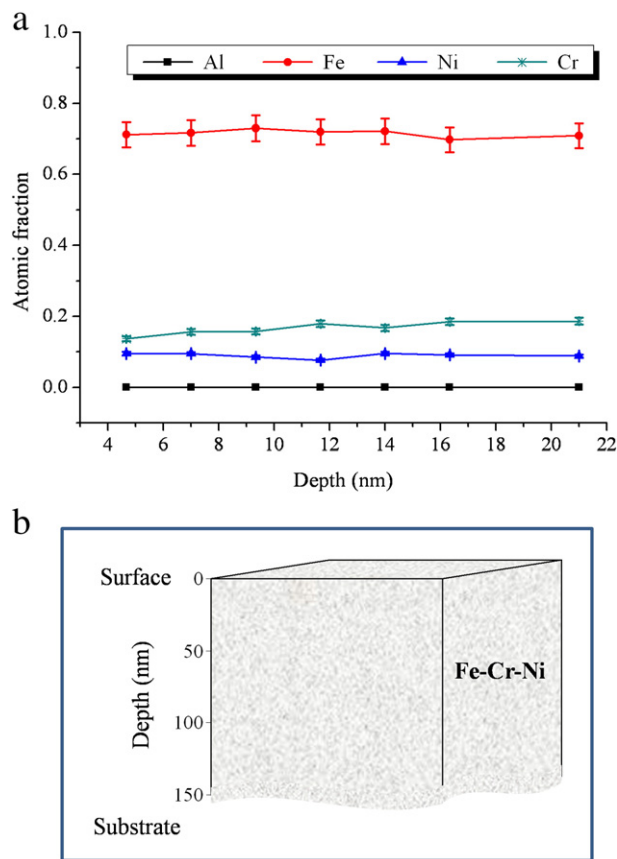 a
Al Fe Ni Cr
1.0
0.8
0.6
0.4
0.2
0.0
Atomic fraction
4 6 8 10 12 14 16 18 20 22
Depth (nm)
b
Surface
0
50
100
150
Depth (nm)
Fe-Cr-Ni
Substrate